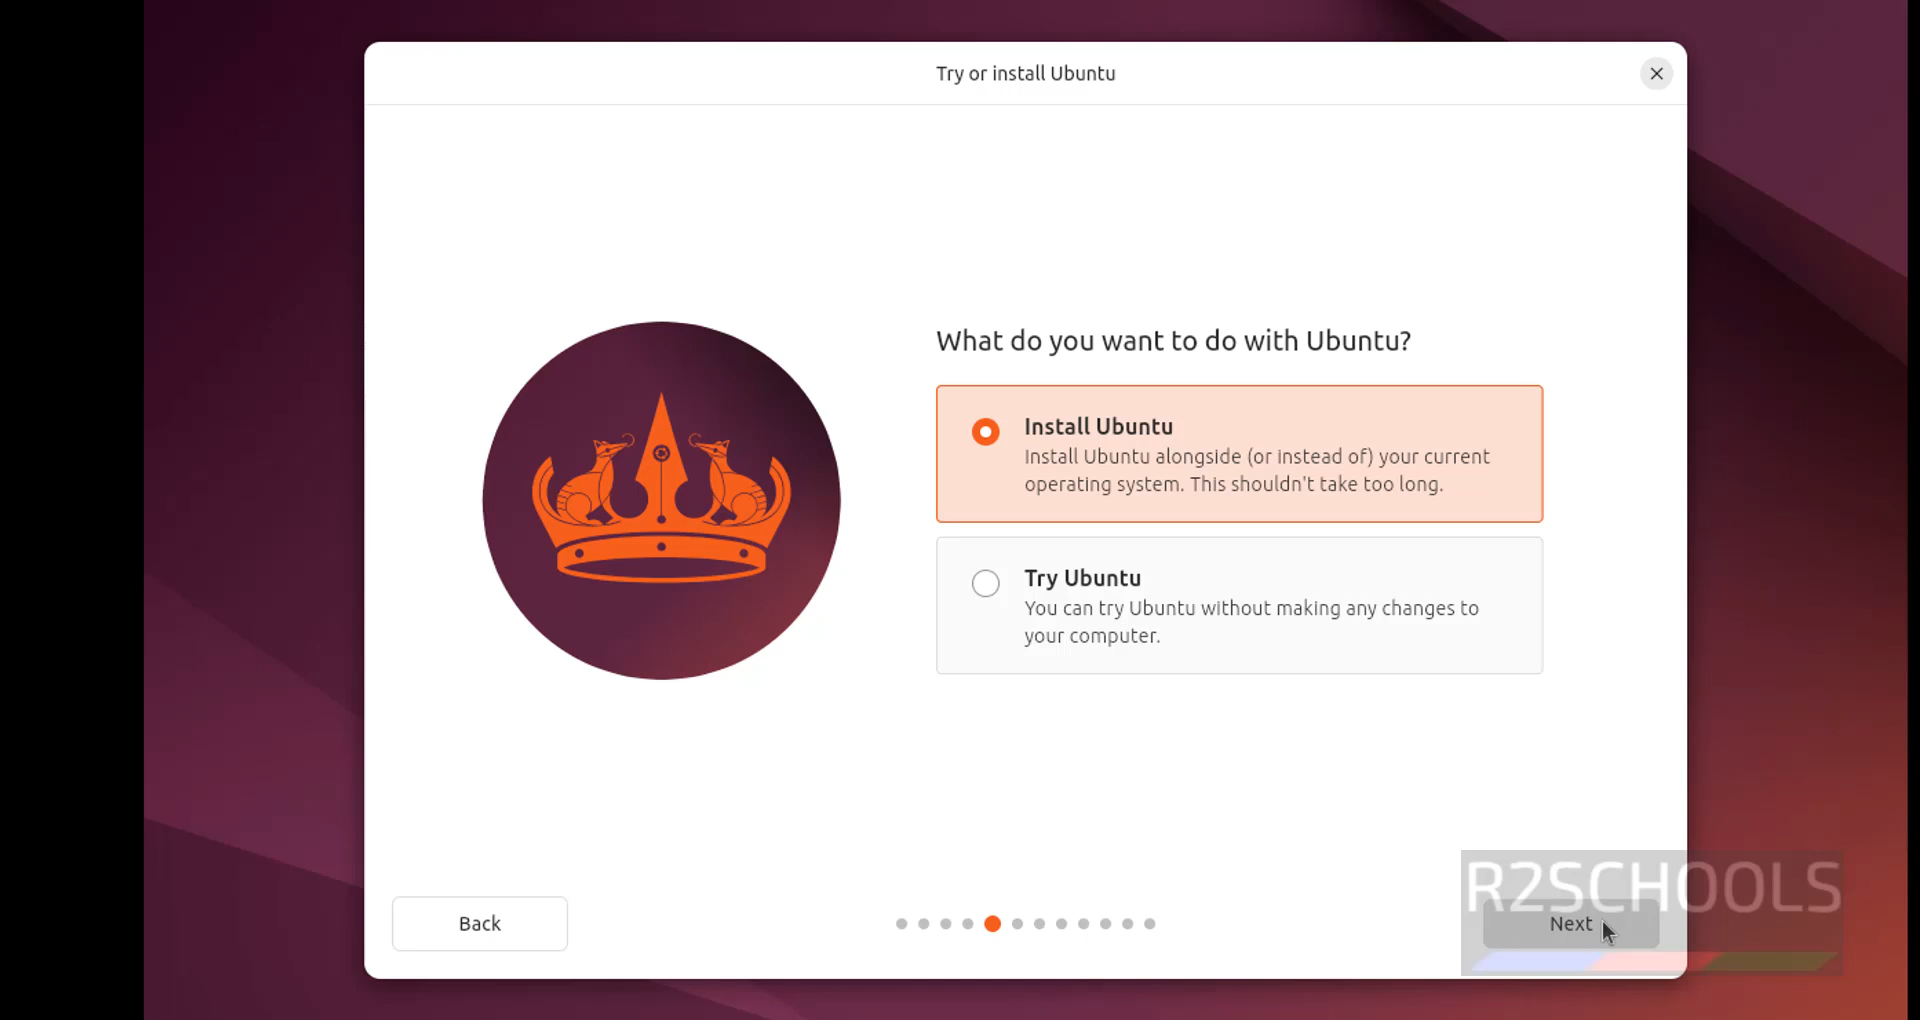 Try or install Ubuntu
What do you want to do with Ubuntu?
Install Ubuntu
Install Ubuntu alongside (or instead of) your current
operating system. This shouldn't take too long.
Try Ubuntu
You can try Ubuntu without making any changes to
your computer.
R2SCHOOLS
Back
Next